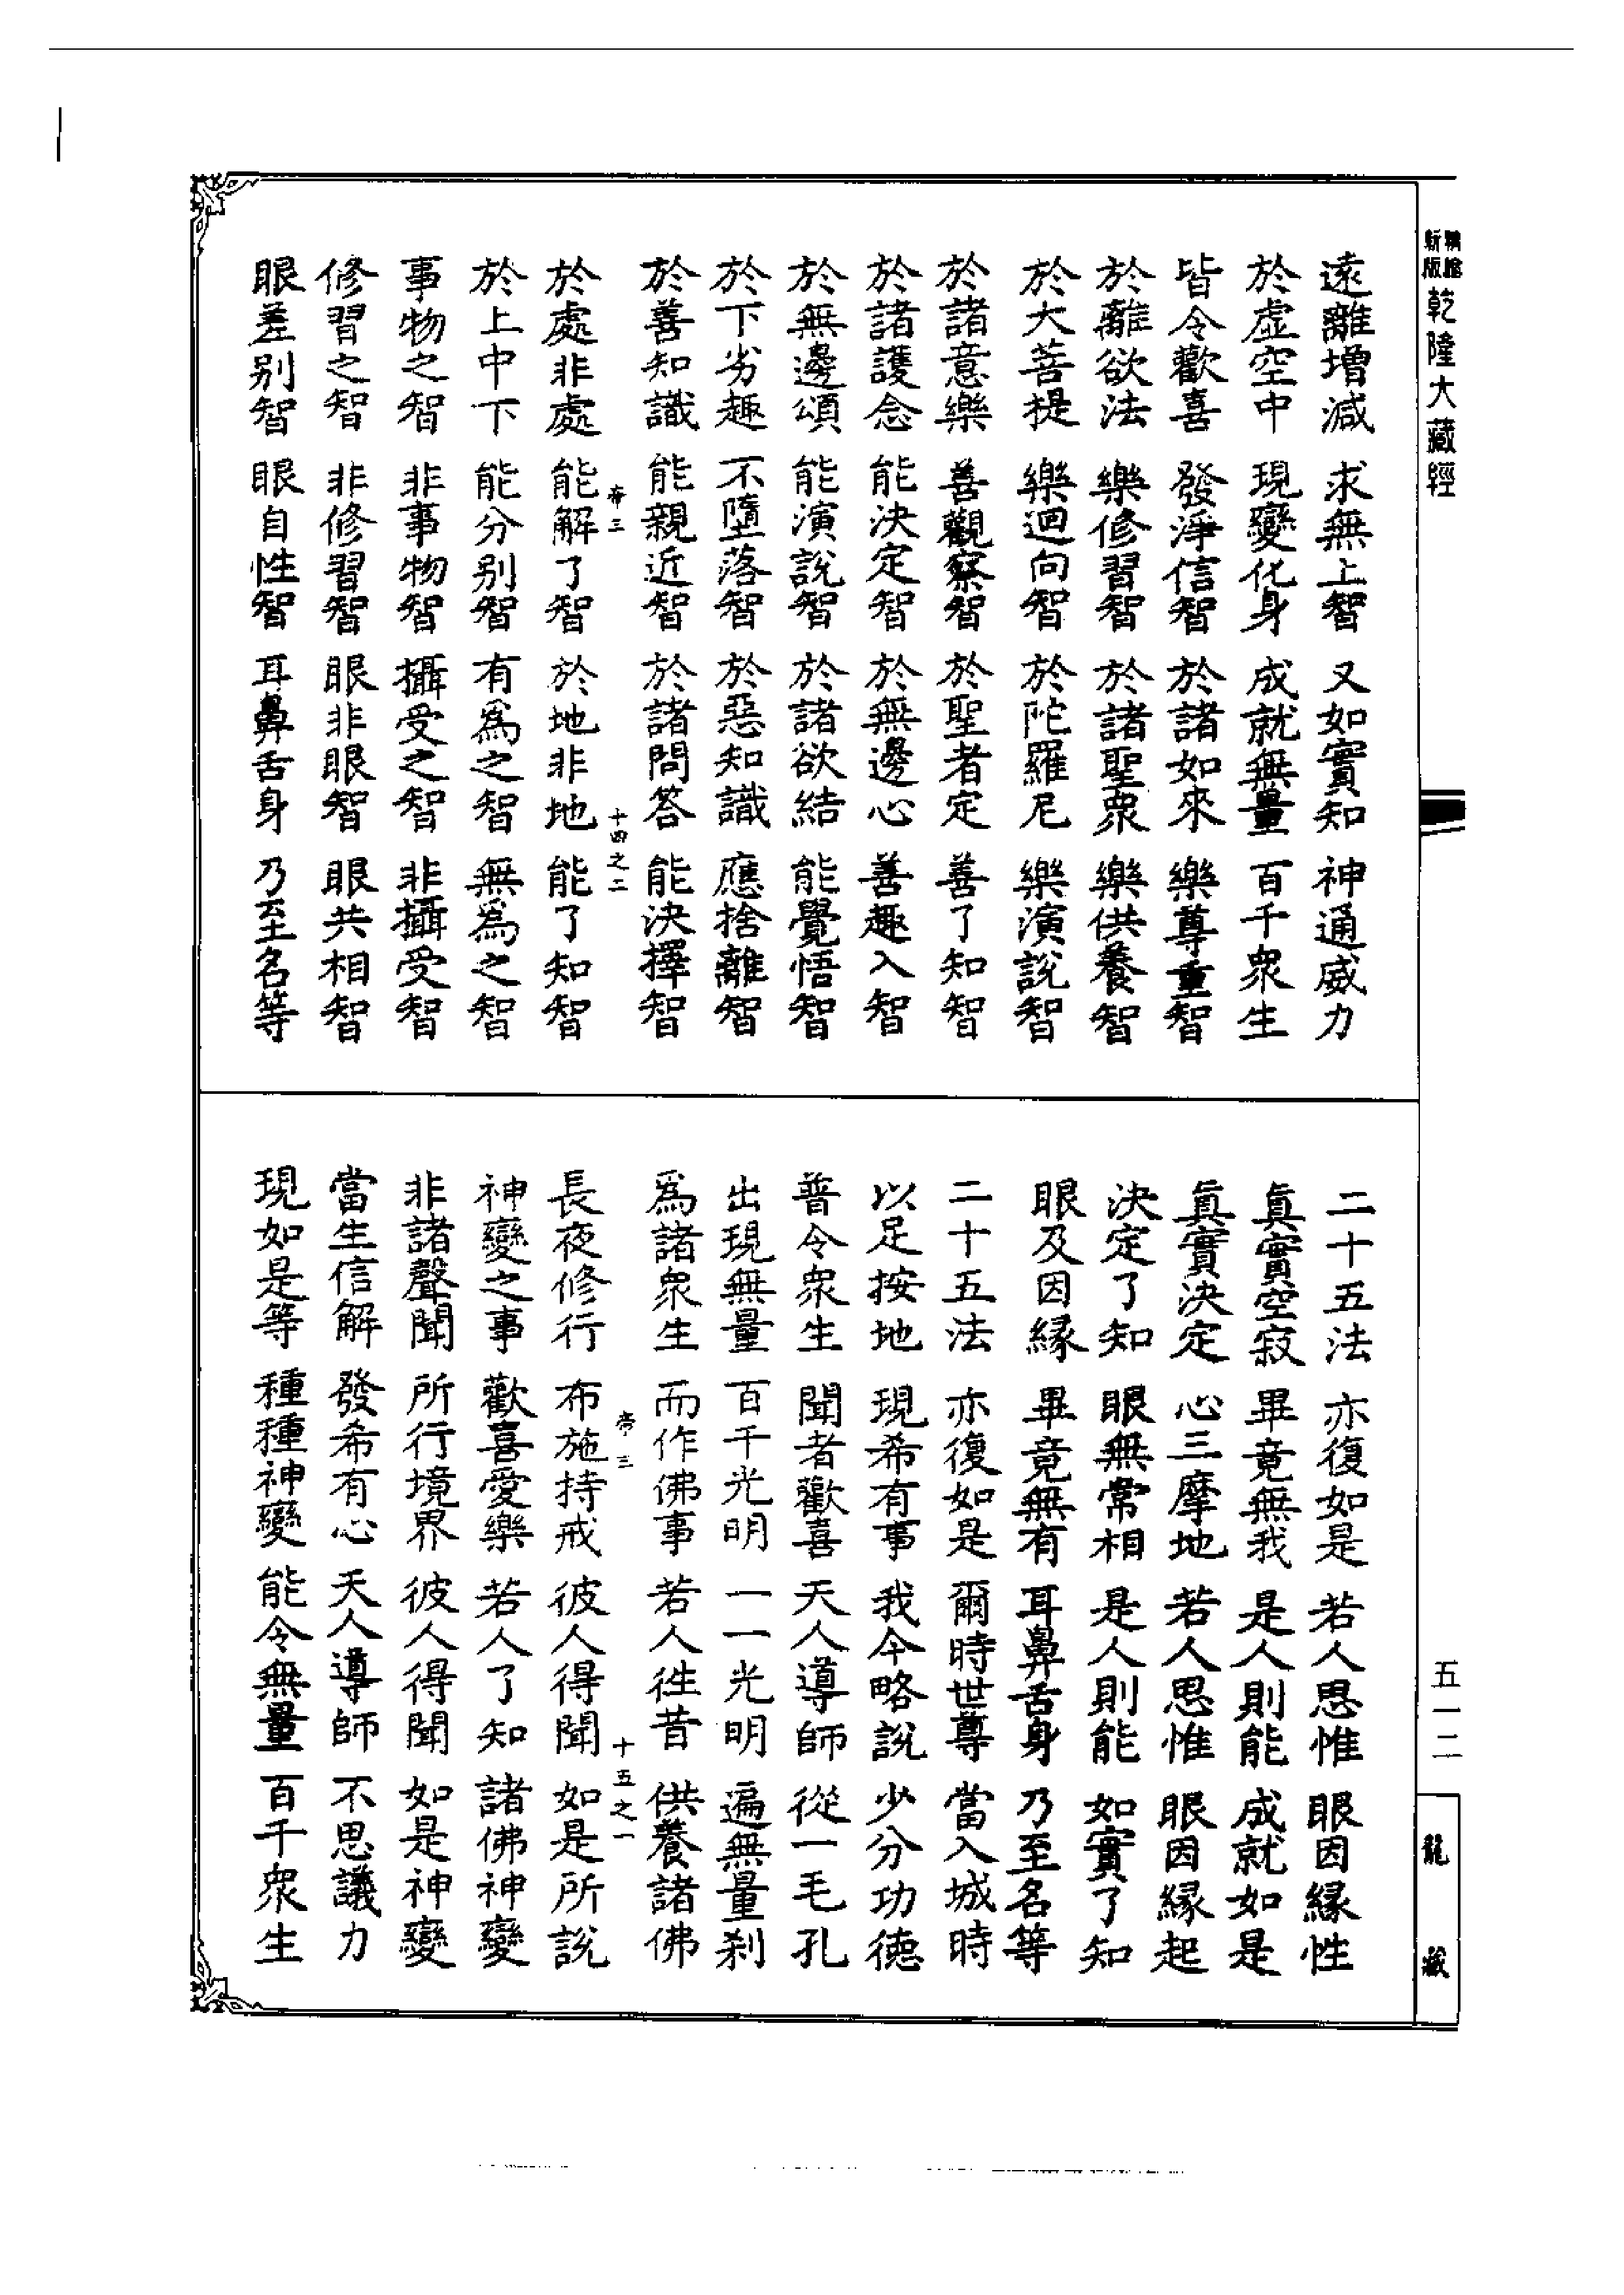 新版
乾隆大藏經
五一二
龍藏
遠離增減 求無上智 又如實知 神通威力
於虛空中 現變化身 成就無量 百千衆生
皆令歡喜 發淨信智 於諸如來 樂尊重智
於離欲法 樂修習智 於諸聖衆 樂供養智
於大菩提 樂迴向智 於陀羅尼 樂演說智
於諸意樂 善觀察智 於聖者定 善了知智
於諸護念 能決定智 於無邊心 善趣入智
於無邊頌 能演說智 於諸欲結 能覺悟智
於下劣趣 不墮落智 於惡知識 應捨離智
於善知識 能親近智 於諸問答 能決擇智
帝三 十四之二
於處非處 能解了智 於地非地 能了知智
於上中下 能分别智 有爲之智 無爲之智
事物之智 非事物智 攝受之智 非攝受智
修習之智 非修習智 眼非眼智 眼共相智
眼差别智 眼自性智 耳鼻舌身 乃至名等
二十五法 亦復如是 若人思惟 眼因緣性
真實空寂 畢竟無我 是人則能 成就如是
真實決定 心三摩地 若人思惟 眼因緣起
決定了知 眼無常相 是人則能 如實了知
眼及因緣 畢竟無有 耳鼻舌身 乃至名等
二十五法 亦復如是 爾時世尊 當入城時
以足按地 現希有事 我今略說 少分功德
普令衆生 聞者歡喜 天人導師 從一毛孔
出現無量 百千光明 一一光明 遍無量刹
爲諸衆生 而作佛事 若人往昔 供養諸佛
帝三 十五之一
長夜修行 布施持戒 彼人得聞 如是所說
神變之事 歡喜愛樂 若人了知 諸佛神變
非諸聲聞 所行境界 彼人得聞 如是神變
當生信解 發希有心 天人導師 不思議力
現如是等 種種神變 能令無量 百千衆生